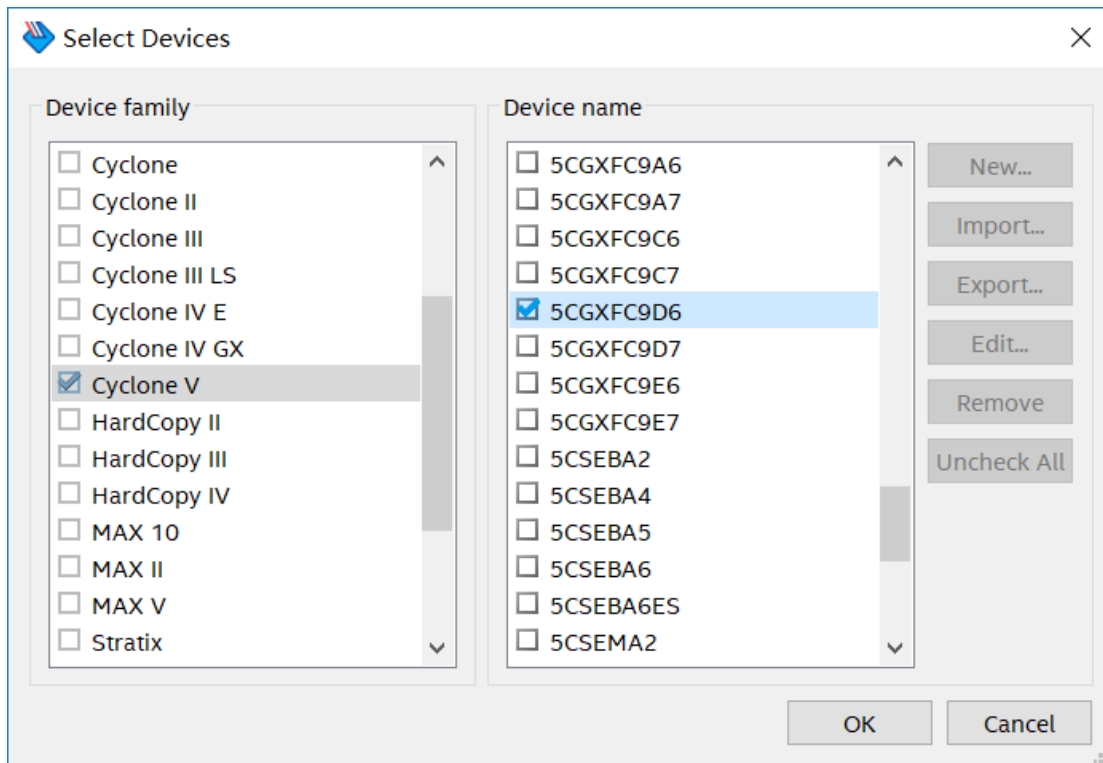 Select Devices
Device family
Cyclone
Cyclone II
Cyclone III
Cyclone III LS
Cyclone IV E
Cyclone IV GX
Cyclone V
HardCopy II
HardCopy III
HardCopy IV
MAX 10
MAX II
MAX V
Stratix
Device name
5CGXFC9A6
5CGXFC9A7
5CGXFC9C6
5CGXFC9C7
5CGXFC9D6
5CGXFC9D7
5CGXFC9E6
5CGXFC9E7
5CSEBA2
5CSEBA4
5CSEBA5
5CSEBA6
5CSEBA6ES
5CSEMA2
New...
Import...
Export...
Edit...
Remove
Uncheck All
OK
Cancel